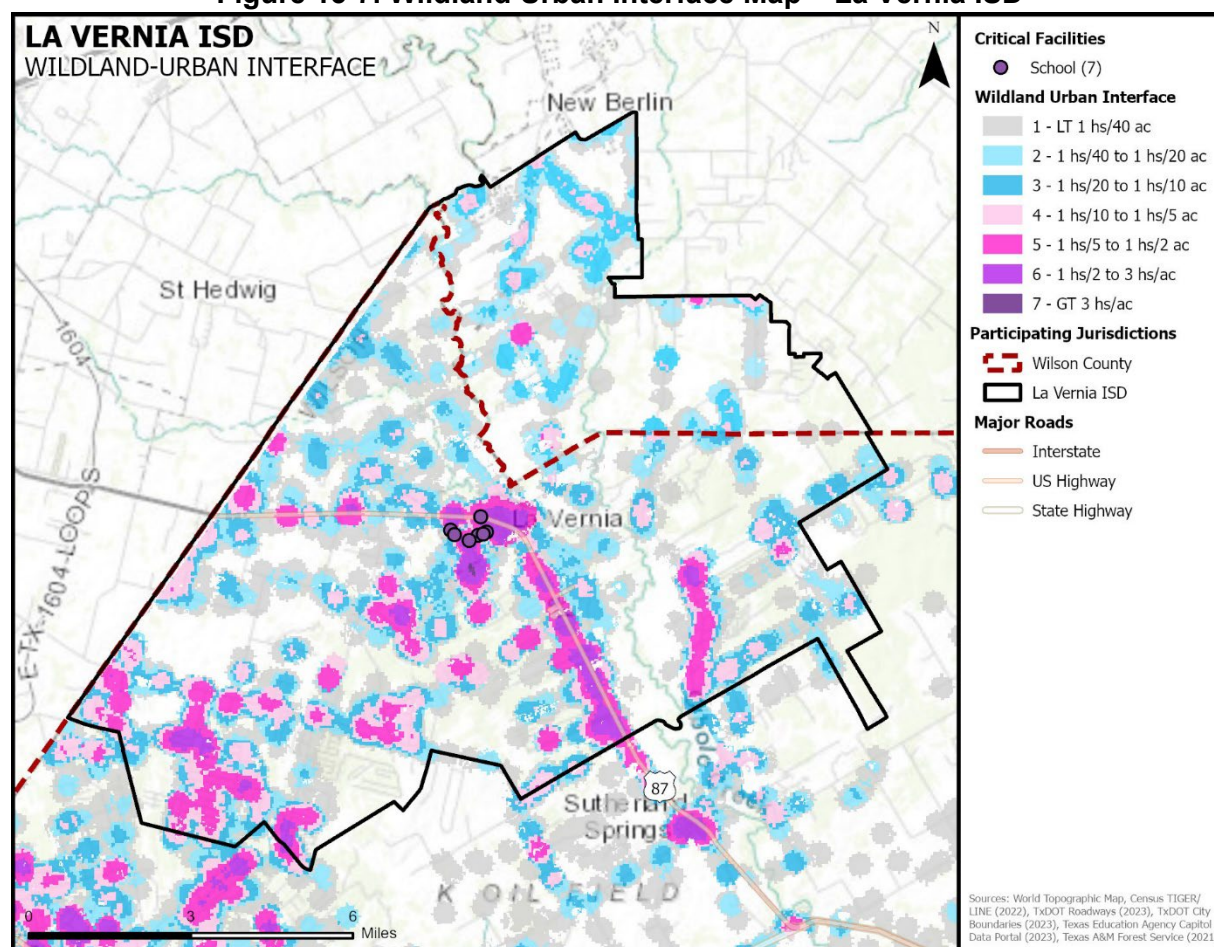 Figure 16-7: Wildland Urban Interface Map – La Vernia ISD
LA VERNIA ISD
WILDLAND-URBAN INTERFACE
N
New Berlin
St Hedwig
1604
E-TX-1604-LOOP S
La Vernia
87
Sutherland
Springs
K OIL FIELD
0 3 6
Miles
Critical Facilities
School (7)
Wildland Urban Interface
1 - LT 1 hs/40 ac
2 - 1 hs/40 to 1 hs/20 ac
3 - 1 hs/20 to 1 hs/10 ac
4 - 1 hs/10 to 1 hs/5 ac
5 - 1 hs/5 to 1 hs/2 ac
6 - 1 hs/2 to 3 hs/ac
7 - GT 3 hs/ac
Participating Jurisdictions
Wilson County
La Vernia ISD
Major Roads
Interstate
US Highway
State Highway
Sources: World Topographic Map, Census TIGER/
LINE (2022), TxDOT Roadways (2023), TxDOT City
Boundaries (2023), Texas Education Agency Capitol
Data Portal (2023), Texas A&M Forest Service (2021